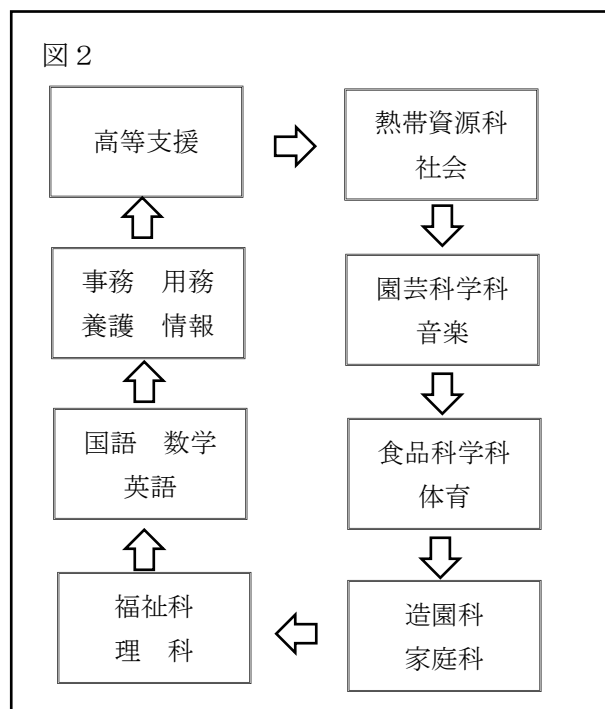 図２
高等支援
熱帯資源科
社会
園芸科学科
音楽
食品科学科
体育
造園科
家庭科
福祉科
理　科
国語　数学
英語
事務　用務
養護　情報